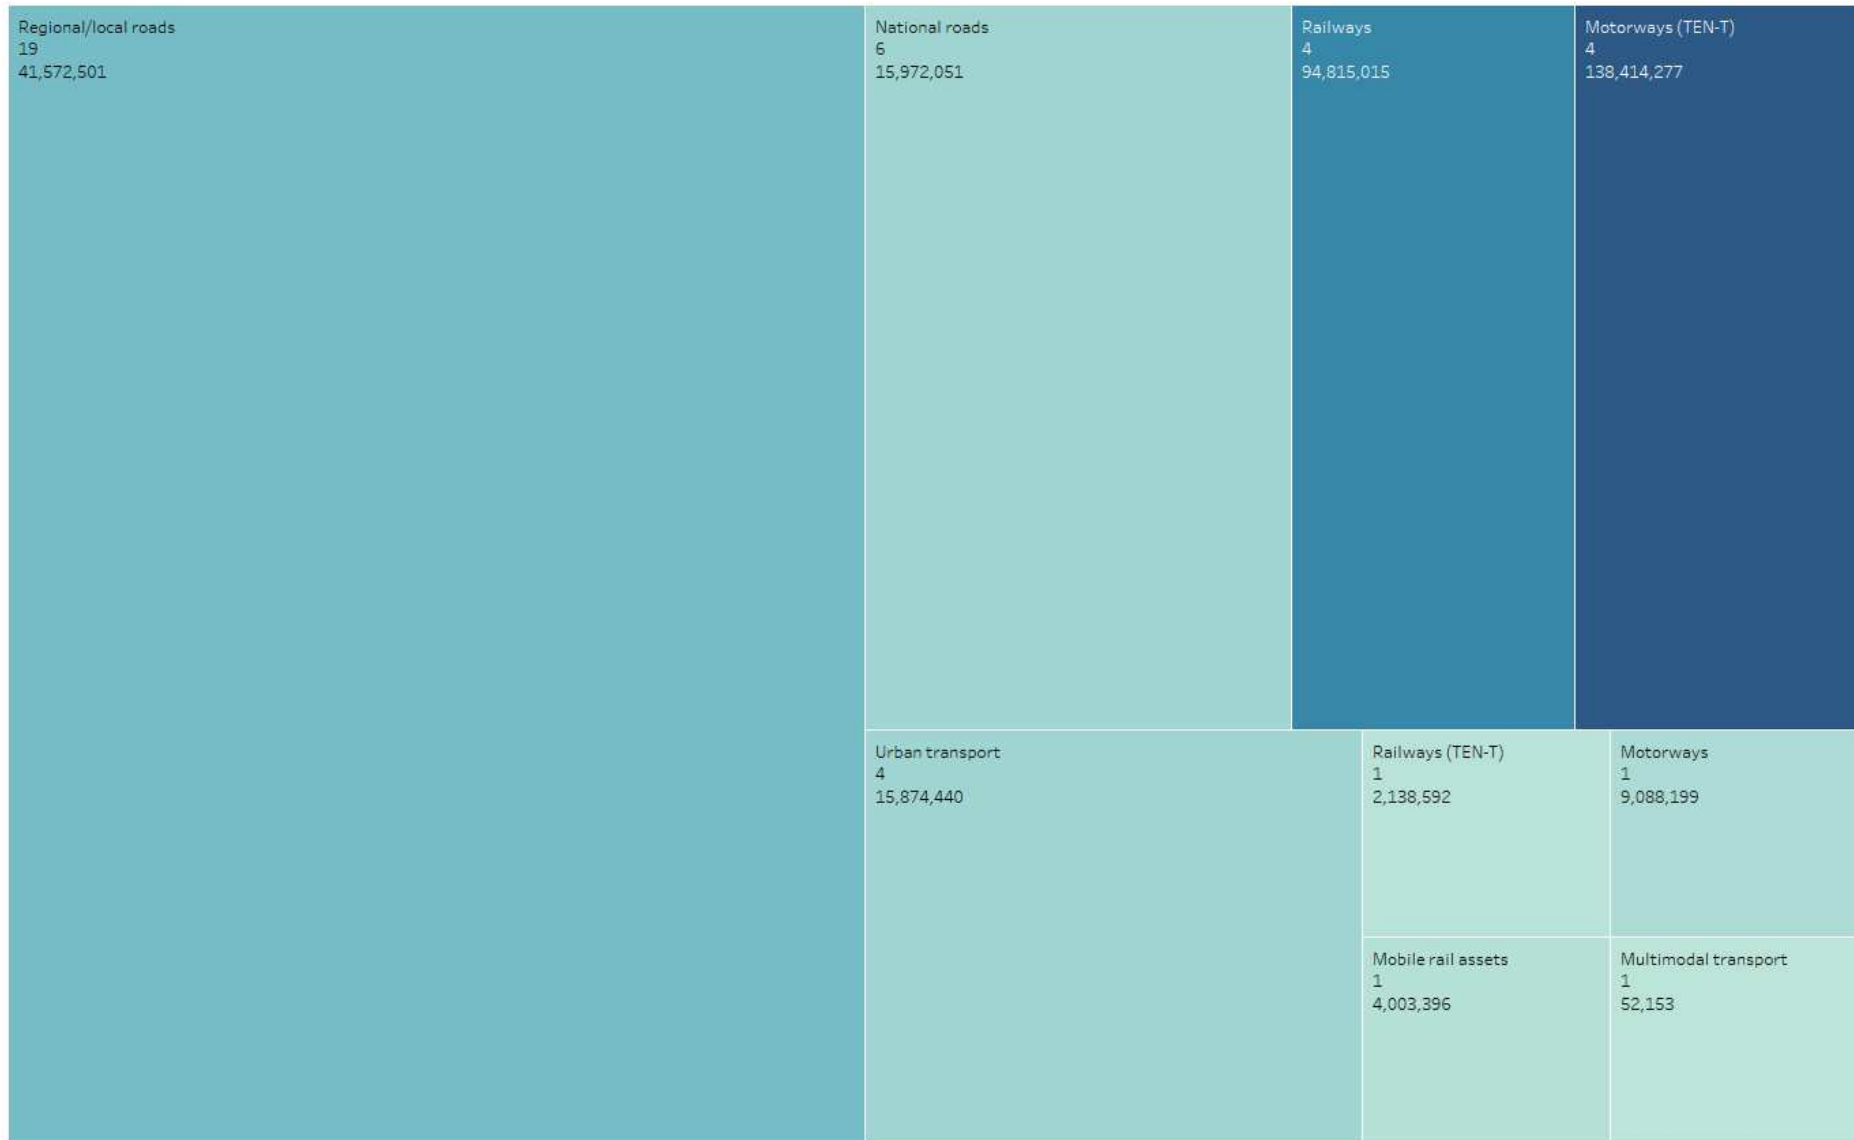 Regional/local roads
19
41,572,501
National roads
6
15,972,051
Railways
4
94,815,015
Motorways (TEN-T)
4
138,414,277
Urban transport
4
15,874,440
Railways (TEN-T)
1
2,138,592
Motorways
1
9,088,199
Mobile rail assets
1
4,003,396
Multimodal transport
1
52,153